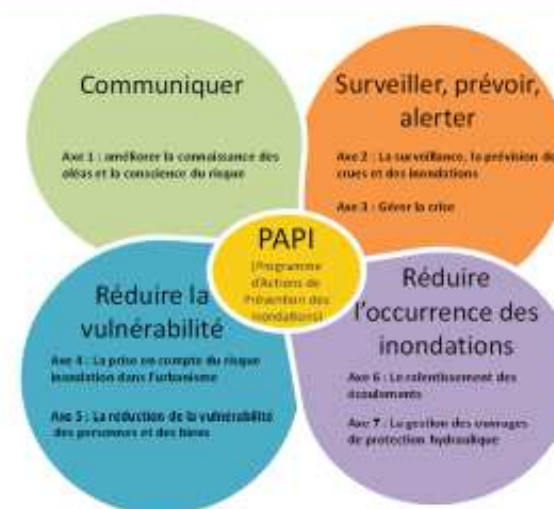 Communiquer
Axe 1 : améliorer la connaissance des
aléas et la conscience du risque
Surveiller, prévoir,
alerter
Axe 2 : La surveillance, la prévision de
crues et des inondations
Axe 3 : Gérer la crise
PAPI
(Programme
d'Actions de
Prévention des
Inondations)
Réduire la
vulnérabilité
Axe 4 : La prise en compte du risque
inondation dans l'urbanisme
Axe 5 : La réduction de la vulnérabilité
des personnes et des biens
Réduire
l'occurrence des
inondations
Axe 6 : Le ralentissement des
écoulements
Axe 7 : La gestion des ouvrages
de protection hydraulique